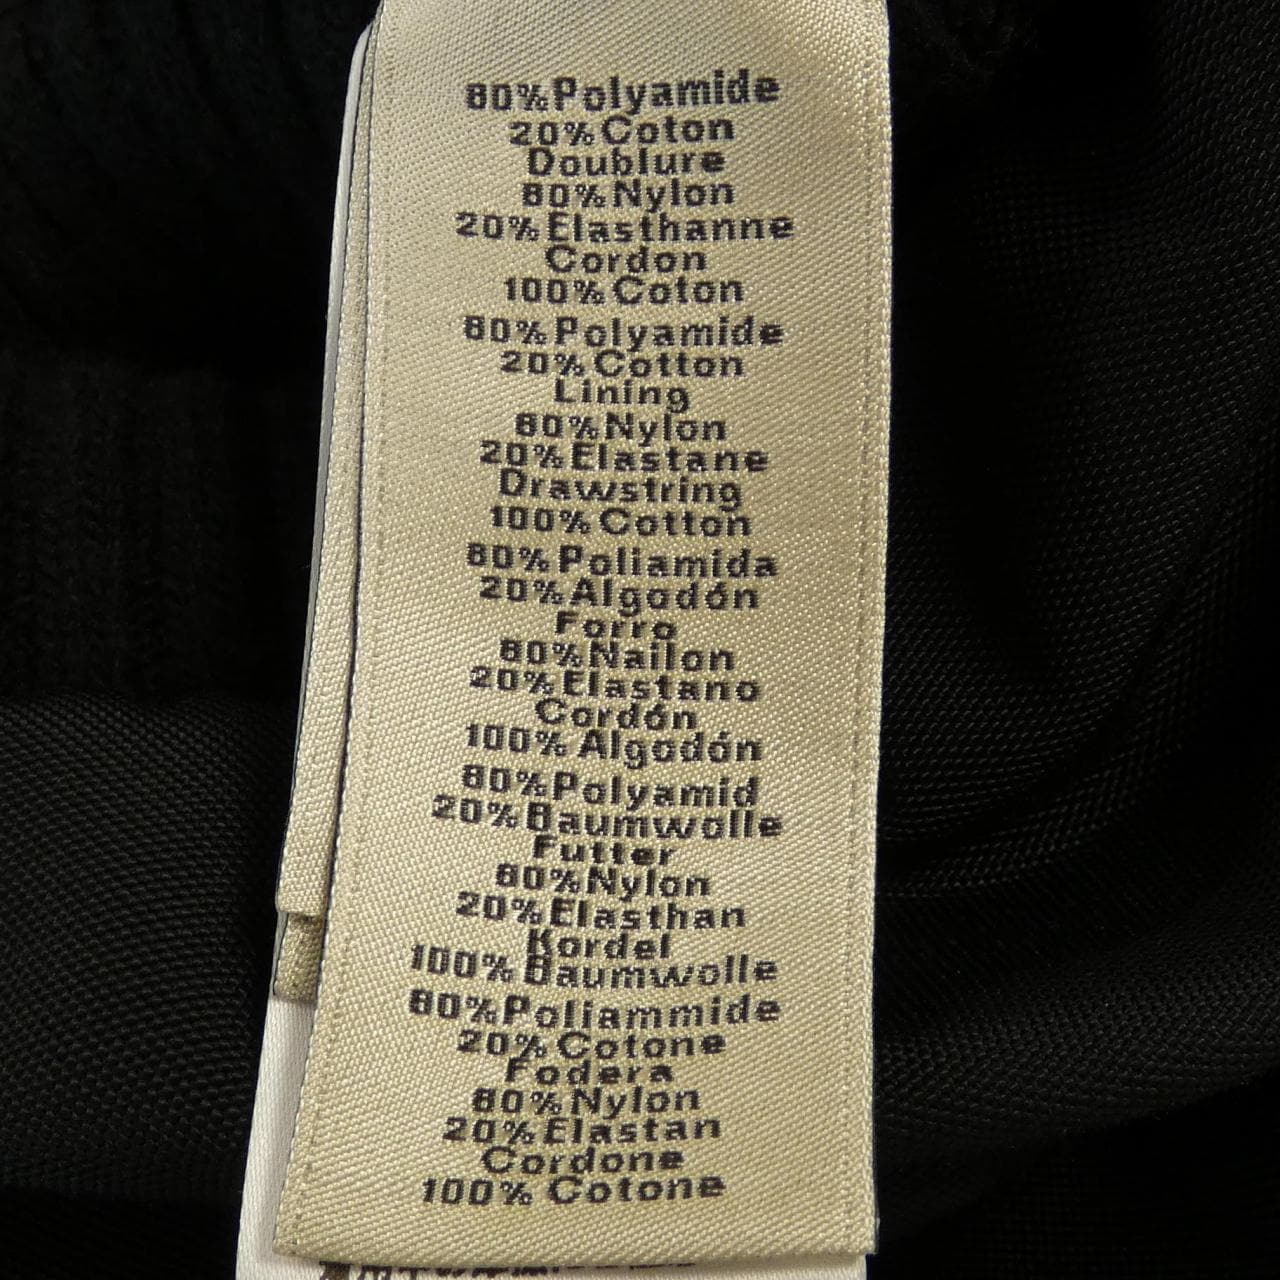 80%Polyamide
20%Coton
Doublure
80%Nylon
20%Elasthanne
Cordon
100%Coton
80%Polyamide
20%Cotton
Lining
80%Nylon
20%Elastane
Drawstring
100%Cotton
80%Poliamida
20%Algodón
Forro
80%Nailon
20%Elastano
Cordón
100%Algodón
80%Polyamid
20%Baumwolle
Futter
80%Nylon
20%Elasthan
Kordel
100%Baumwolle
80%Poliammide
20%Cotone
Fodera
80%Nylon
20%Elastan
Cordone
100%Cotone